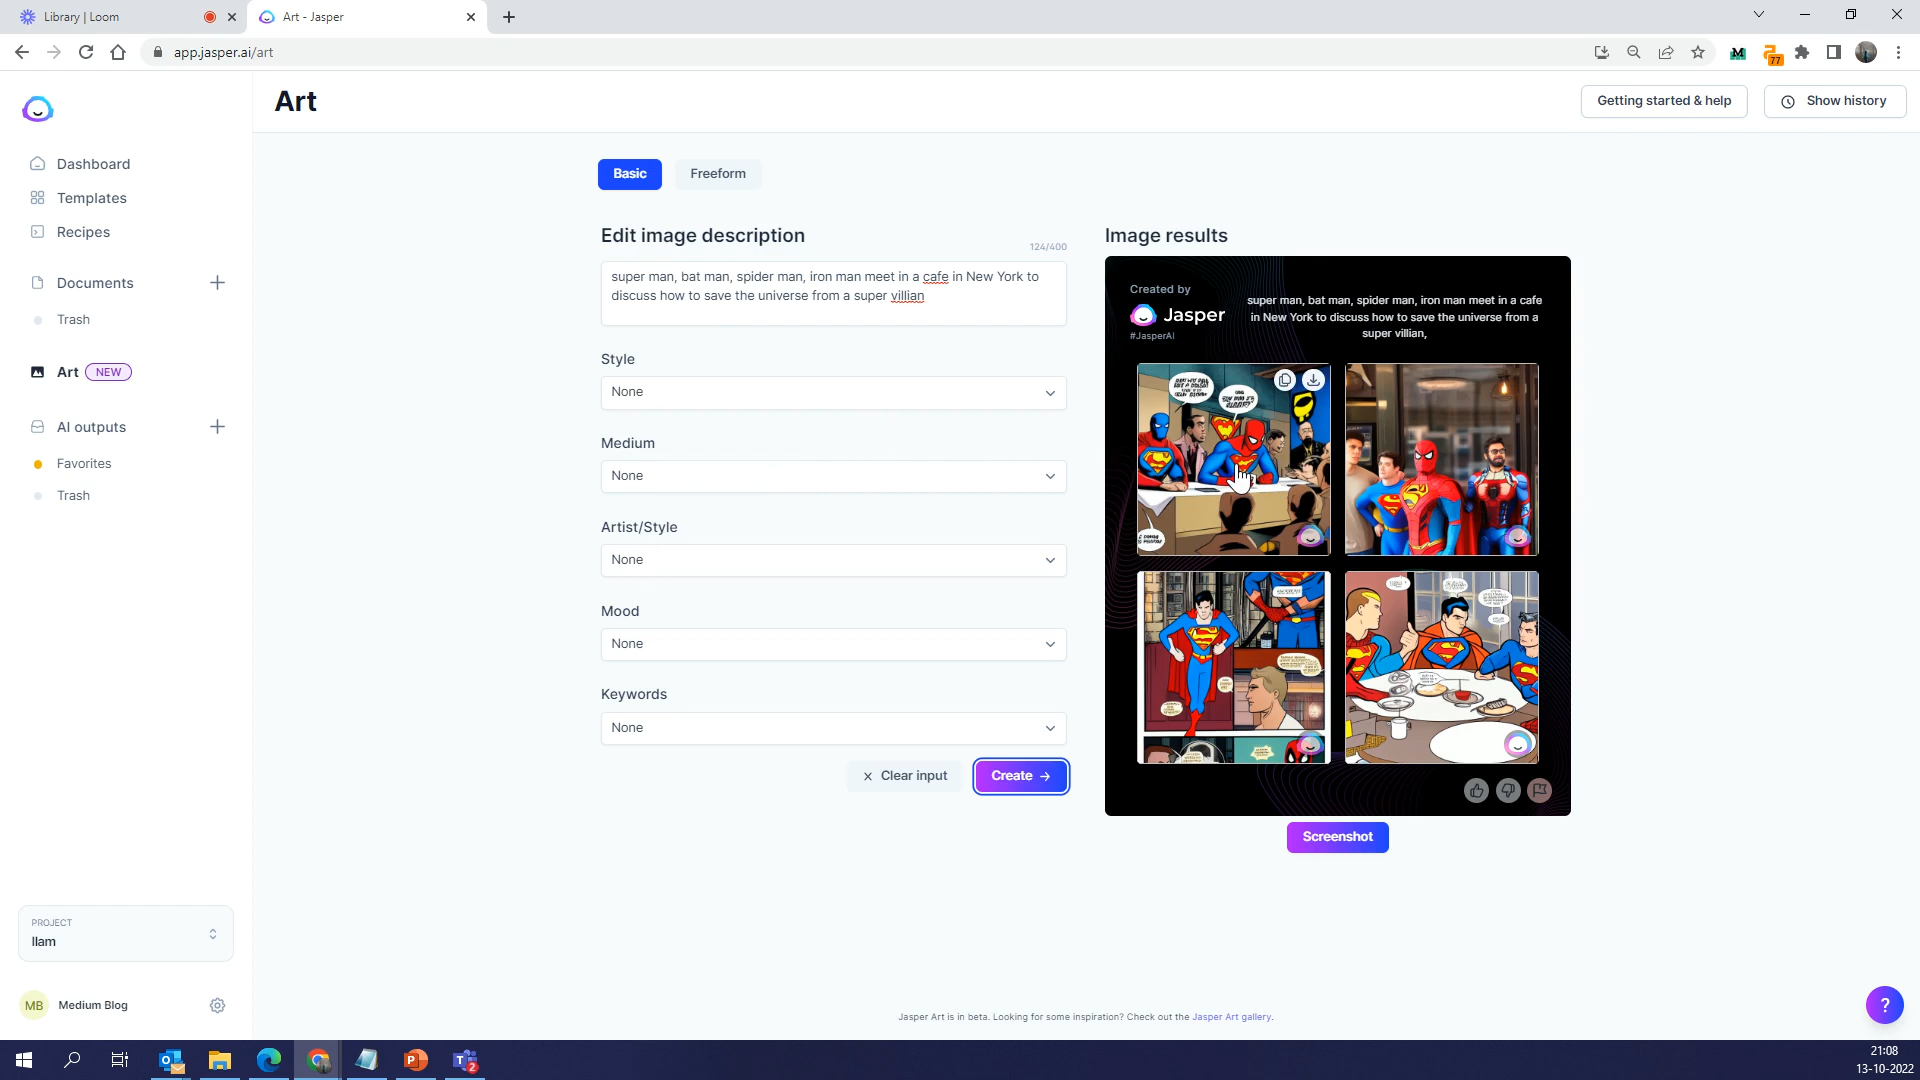 Library | Loom
Art - Jasper
app.jasper.ai/art
77
Art
Getting started & help
Show history
Dashboard
Templates
Recipes
Documents
Trash
Art NEW
AI outputs
Favorites
Trash
Basic
Freeform
Edit image description
124/400
super man, bat man, spider man, iron man meet in a cafe in New York to
discuss how to save the universe from a super villian
Style
None
Medium
None
Artist/Style
None
Mood
None
Keywords
None
Clear input
Create
Image results
Created by
Jasper
#JasperAI
super man, bat man, spider man, iron man meet in a cafe
in New York to discuss how to save the universe from a
super villian,
Screenshot
PROJECT
Ilam
MB
Medium Blog
Jasper Art is in beta. Looking for some inspiration? Check out the Jasper Art gallery.
?
2
21:08
13-10-2022